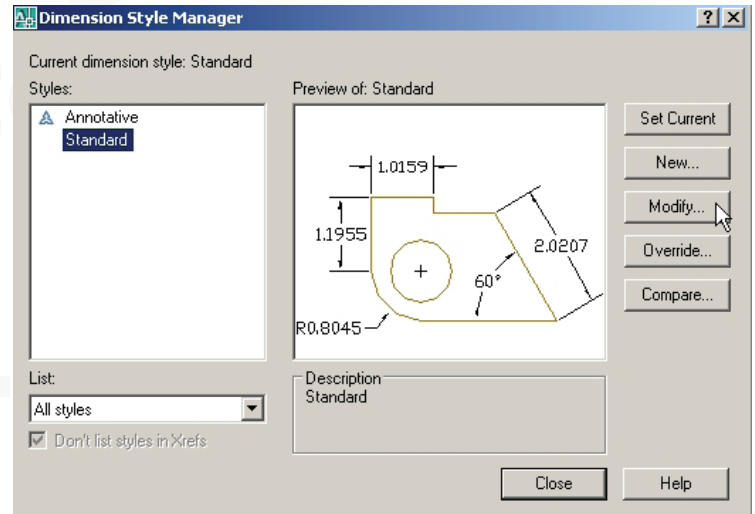 Dimension Style Manager
Current dimension style: Standard
Styles:
Annotative
Standard
Preview of: Standard
1.0159
1.1955
2.0207
60°
R0.8045
Set Current
New...
Modify...
Override...
Compare...
List:
All styles
Don't list styles in Xrefs
Description
Standard
Close
Help